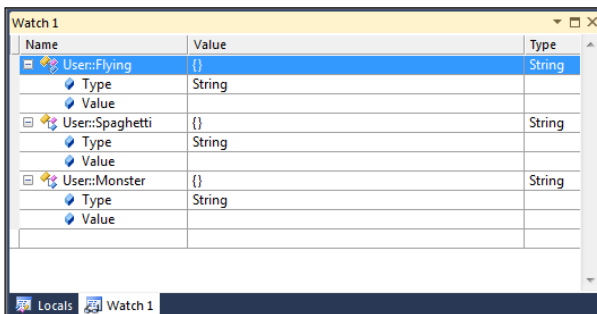 Watch 1
Name Value Type
User::Flying {} String
Type String
Value
User::Spaghetti {} String
Type String
Value
User::Monster {} String
Type String
Value
Locals Watch 1